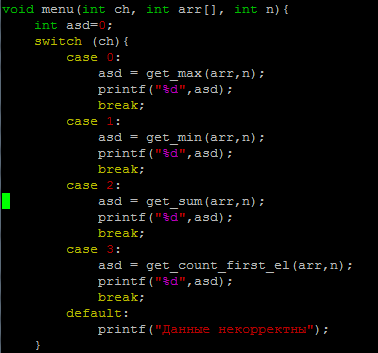 void menu(int ch, int arr[], int n){
    int asd=0;
    switch (ch){
        case 0:
            asd = get_max(arr,n);
            printf("%d",asd);
            break;
        case 1:
            asd = get_min(arr,n);
            printf("%d",asd);
            break;
        case 2:
            asd = get_sum(arr,n);
            printf("%d",asd);
            break;
        case 3:
            asd = get_count_first_el(arr,n);
            printf("%d",asd);
            break;
        default:
            printf("Данные некорректны");
    }